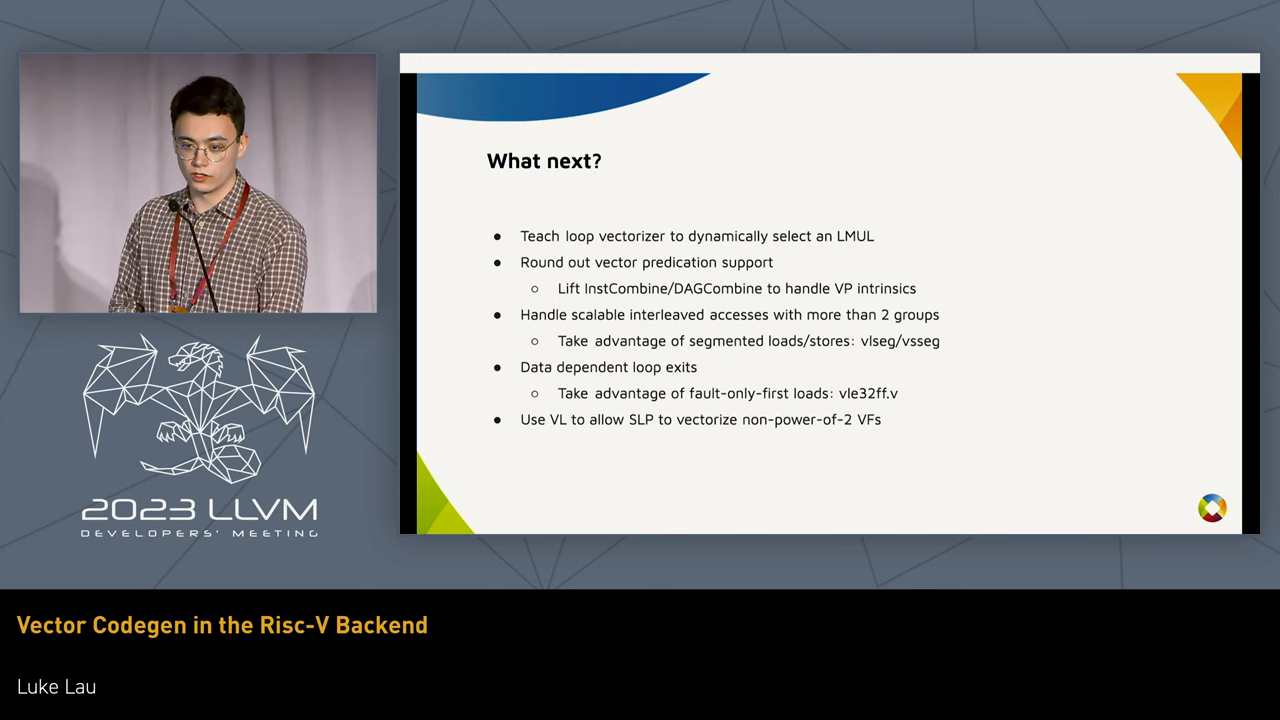 What next?
● Teach loop vectorizer to dynamically select an LMUL
● Round out vector predication support
○ Lift InstCombine/DAGCombine to handle VP intrinsics
● Handle scalable interleaved accesses with more than 2 groups
○ Take advantage of segmented loads/stores: vlseg/vsseg
● Data dependent loop exits
○ Take advantage of fault-only-first loads: vle32ff.v
● Use VL to allow SLP to vectorize non-power-of-2 VFs
2023 LLVM
DEVELOPERS' MEETING
Vector Codegen in the Risc-V Backend
Luke Lau